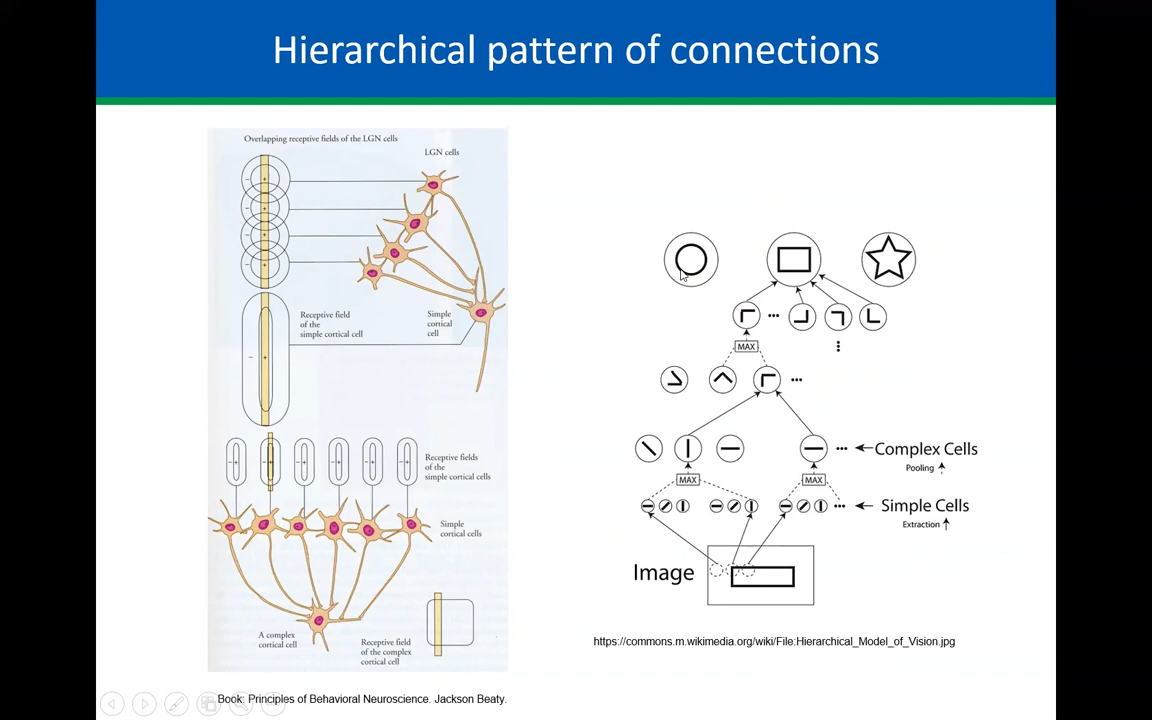 Hierarchical pattern of connections
Overlapping receptive fields of the LGN cells
LGN cells
Receptive field
of the
simple cortical cell
Simple
cortical
cell
Receptive fields
of the
simple cortical cells
Simple
cortical
cells
A complex
cortical cell
Receptive field
of the complex
cortical cell
Book: Principles of Behavioral Neuroscience. Jackson Beaty.
MAX
MAX
MAX
Complex Cells
Pooling
Simple Cells
Extraction
Image
https://commons.m.wikimedia.org/wiki/File:Hierarchical_Model_of_Vision.jpg